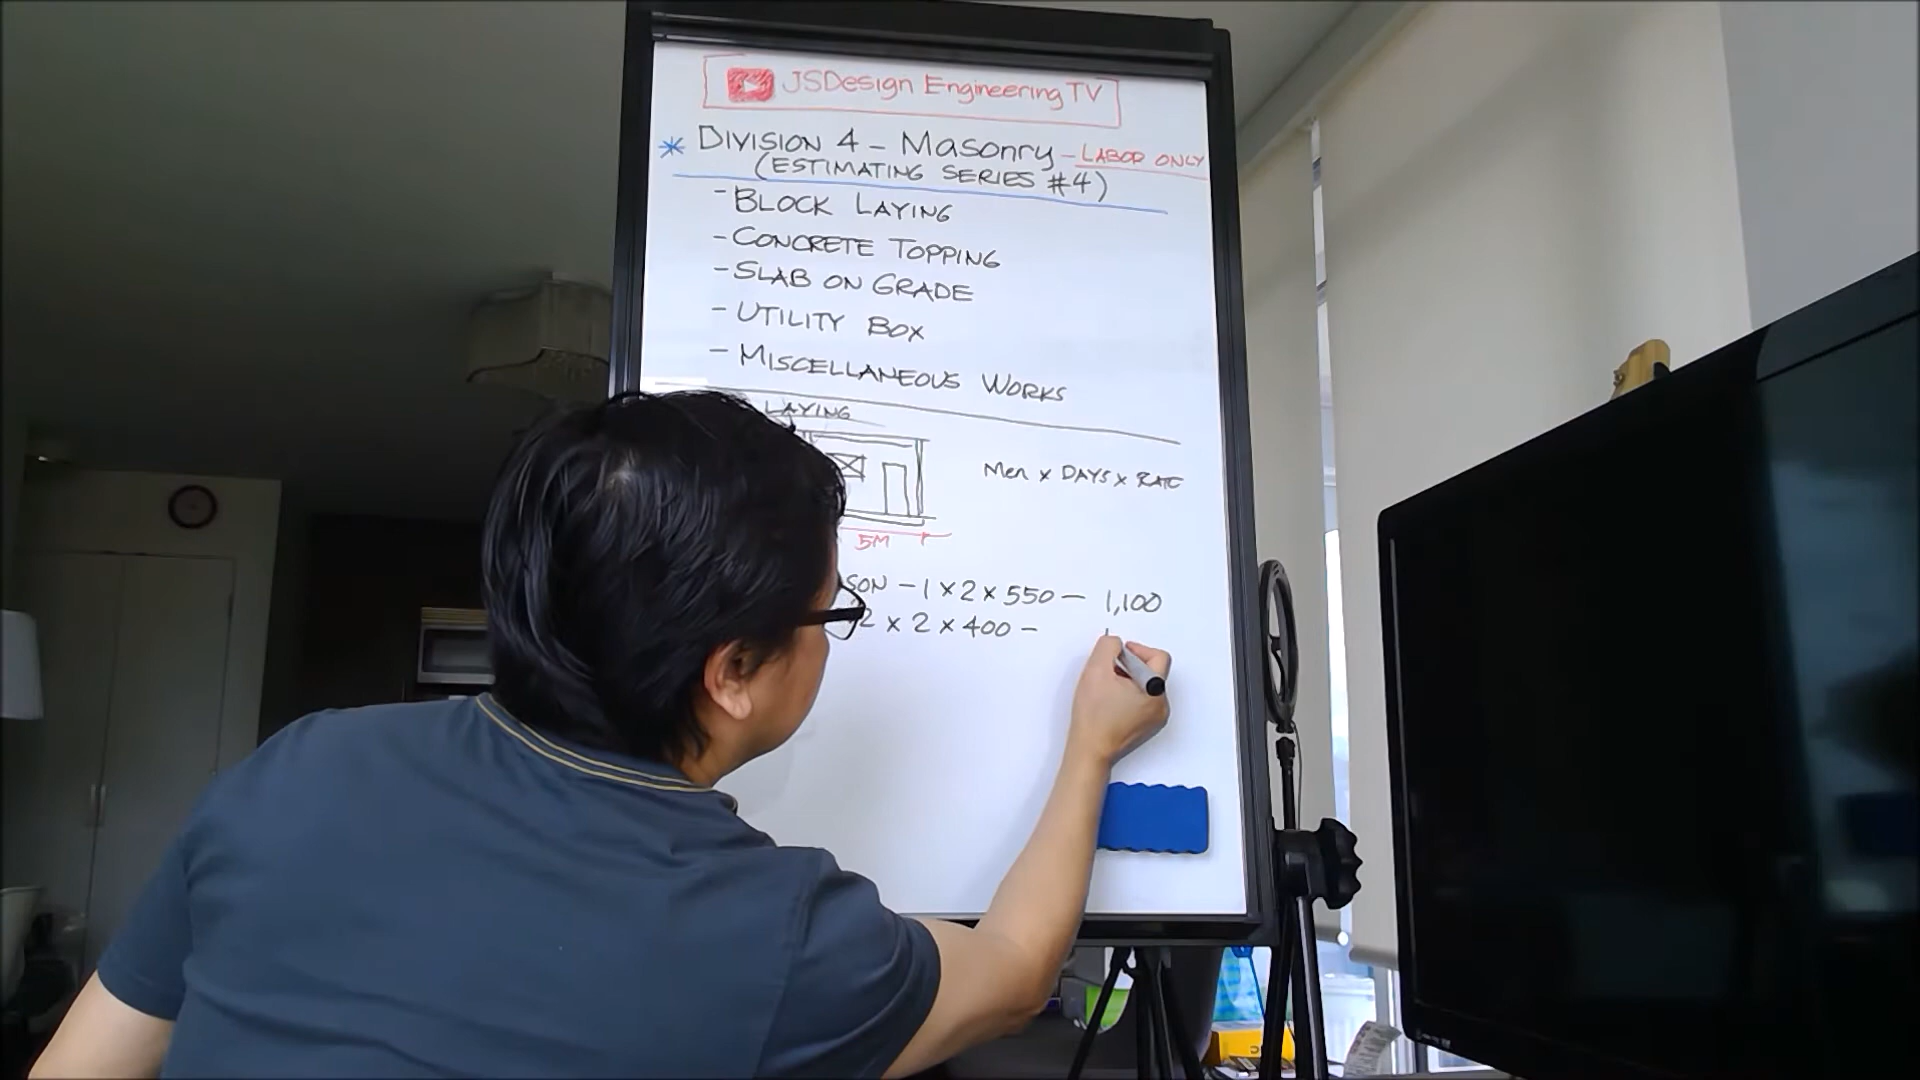 JSDesign Engineering TV
* DIVISION 4 - Masonry - LABOR ONLY
(ESTIMATING SERIES #4)
- BLOCK LAYING
- CONCRETE TOPPING
- SLAB ON GRADE
- UTILITY BOX
- MISCELLANEOUS WORKS
LAYING
Men x DAYS x RATE
5M
SON - 1 x 2 x 550 - 1,100
2 x 2 x 400 -